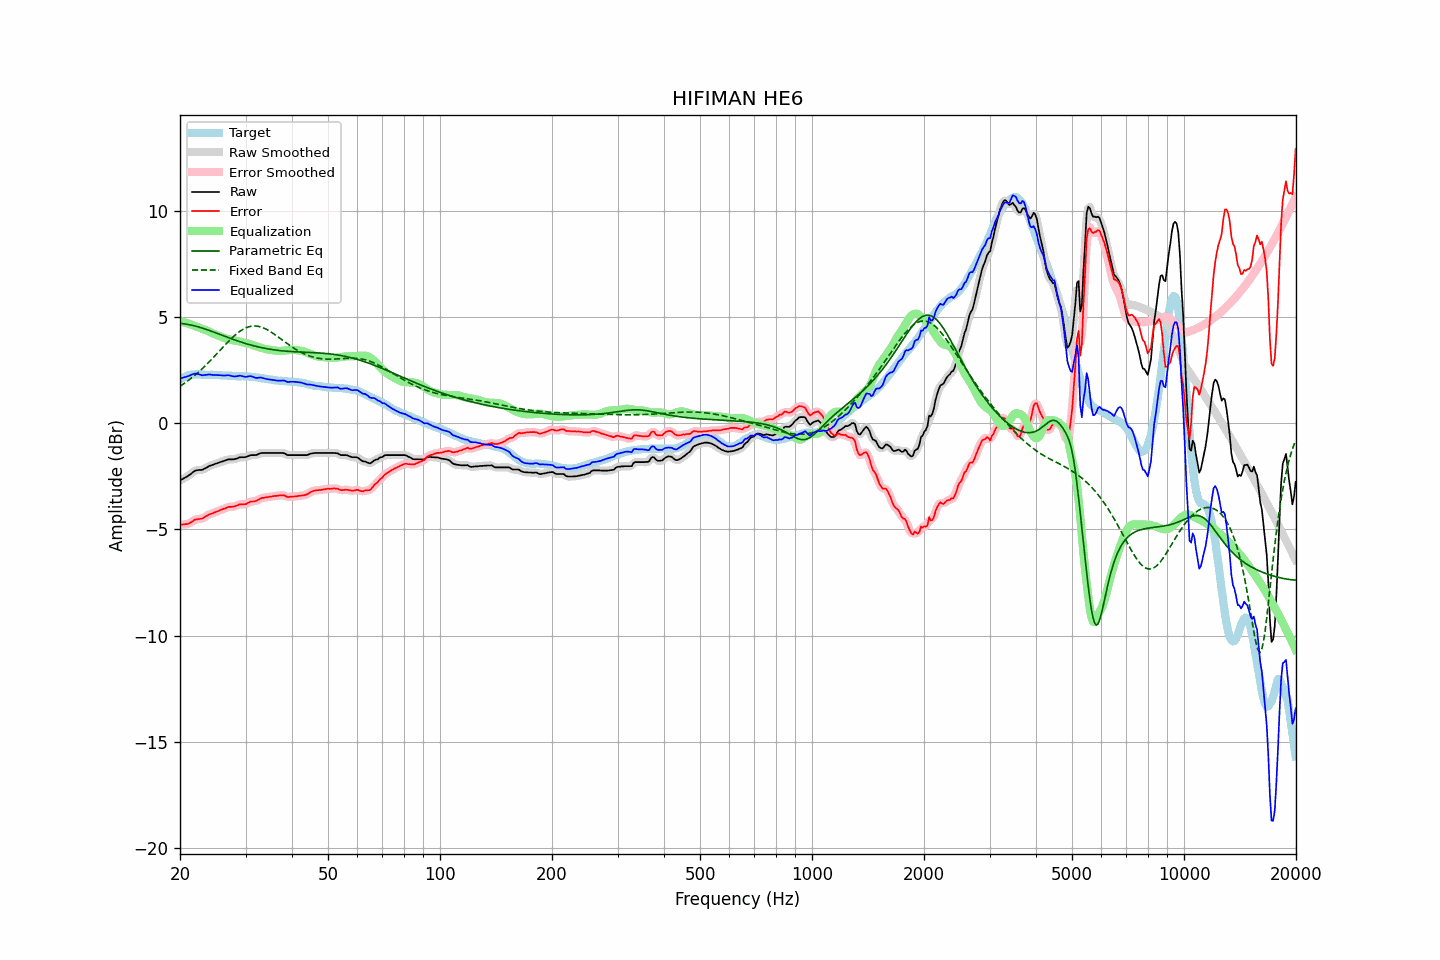 HIFIMAN HE6
Target
Raw Smoothed
Error Smoothed
Raw
Error
Equalization
Parametric Eq
Fixed Band Eq
Equalized
10
5
0
−5
−10
−15
−20
Amplitude (dBr)
20 50 100 200 500 1000 2000 5000 10000 20000
Frequency (Hz)